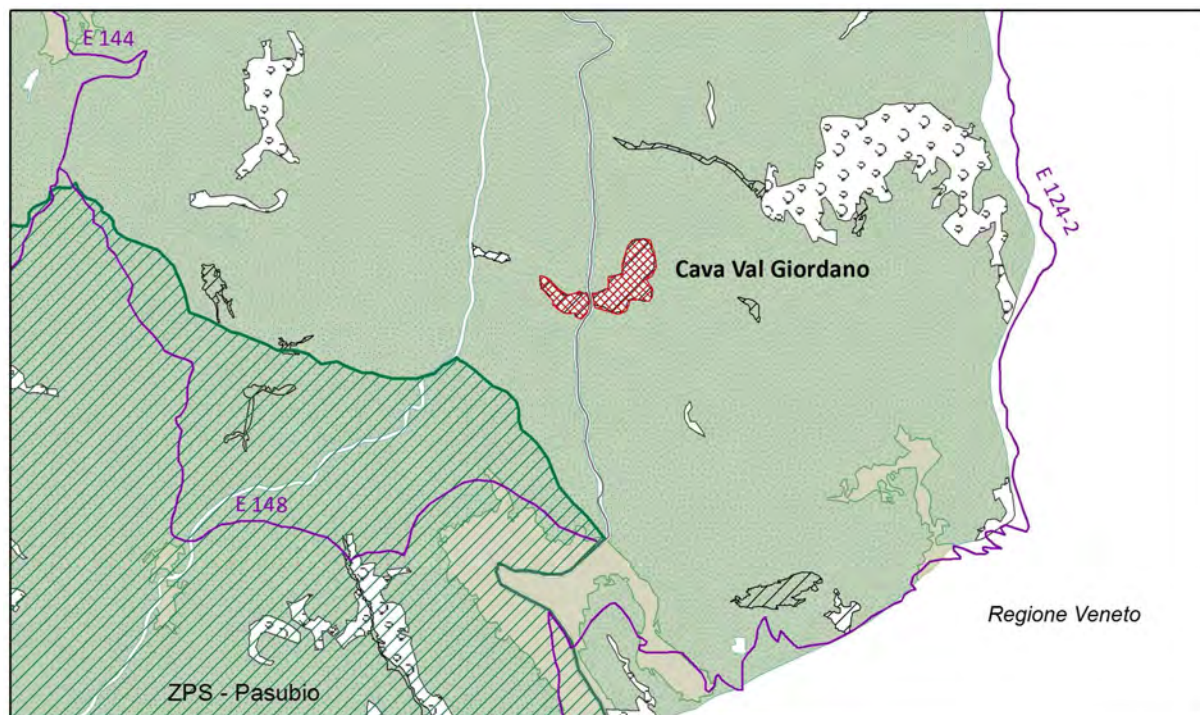 E 144
E 124-2
Cava Val Giordano
E 148
Regione Veneto
ZPS - Pasubio